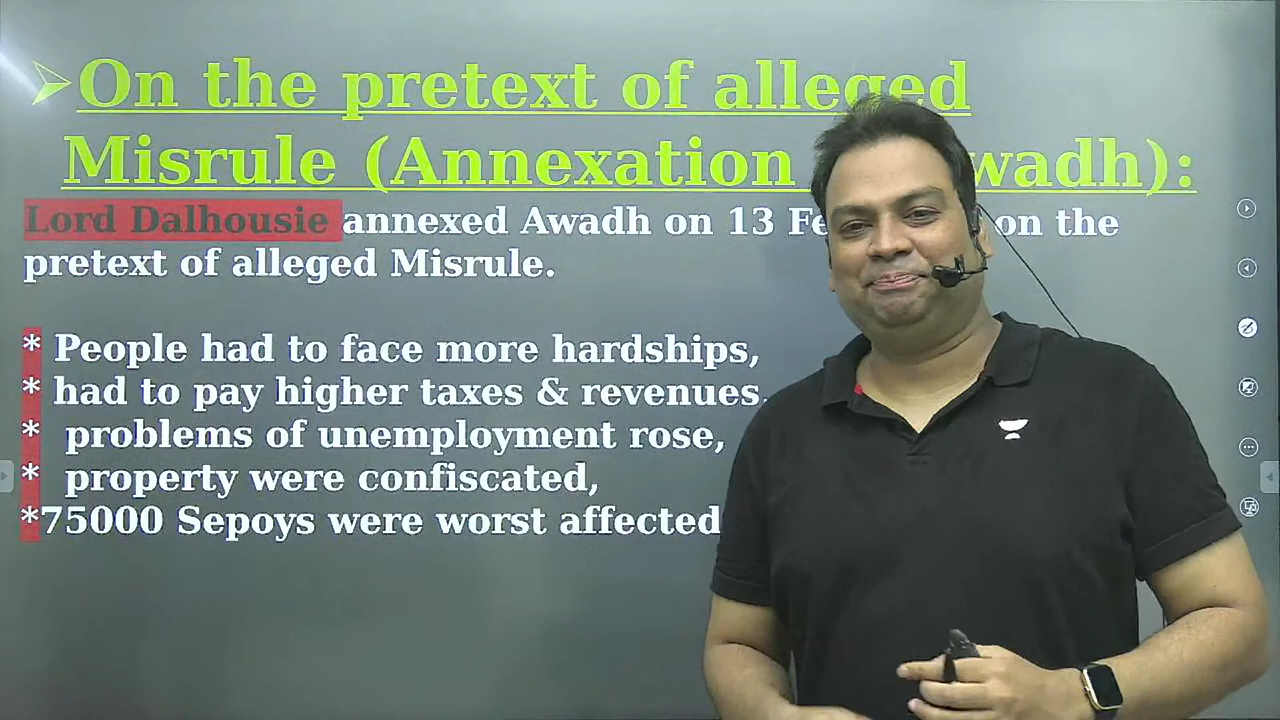 On the pretext of alleged
Misrule (Annexation
Lord Dalhousie annexed Awadh on 13 on the
pretext of alleged Misrule.
* People had to face more hardships,
* had to pay higher taxes & revenues,
* problems of unemployment rose,
* property were confiscated,
*75000 Sepoys were worst affected